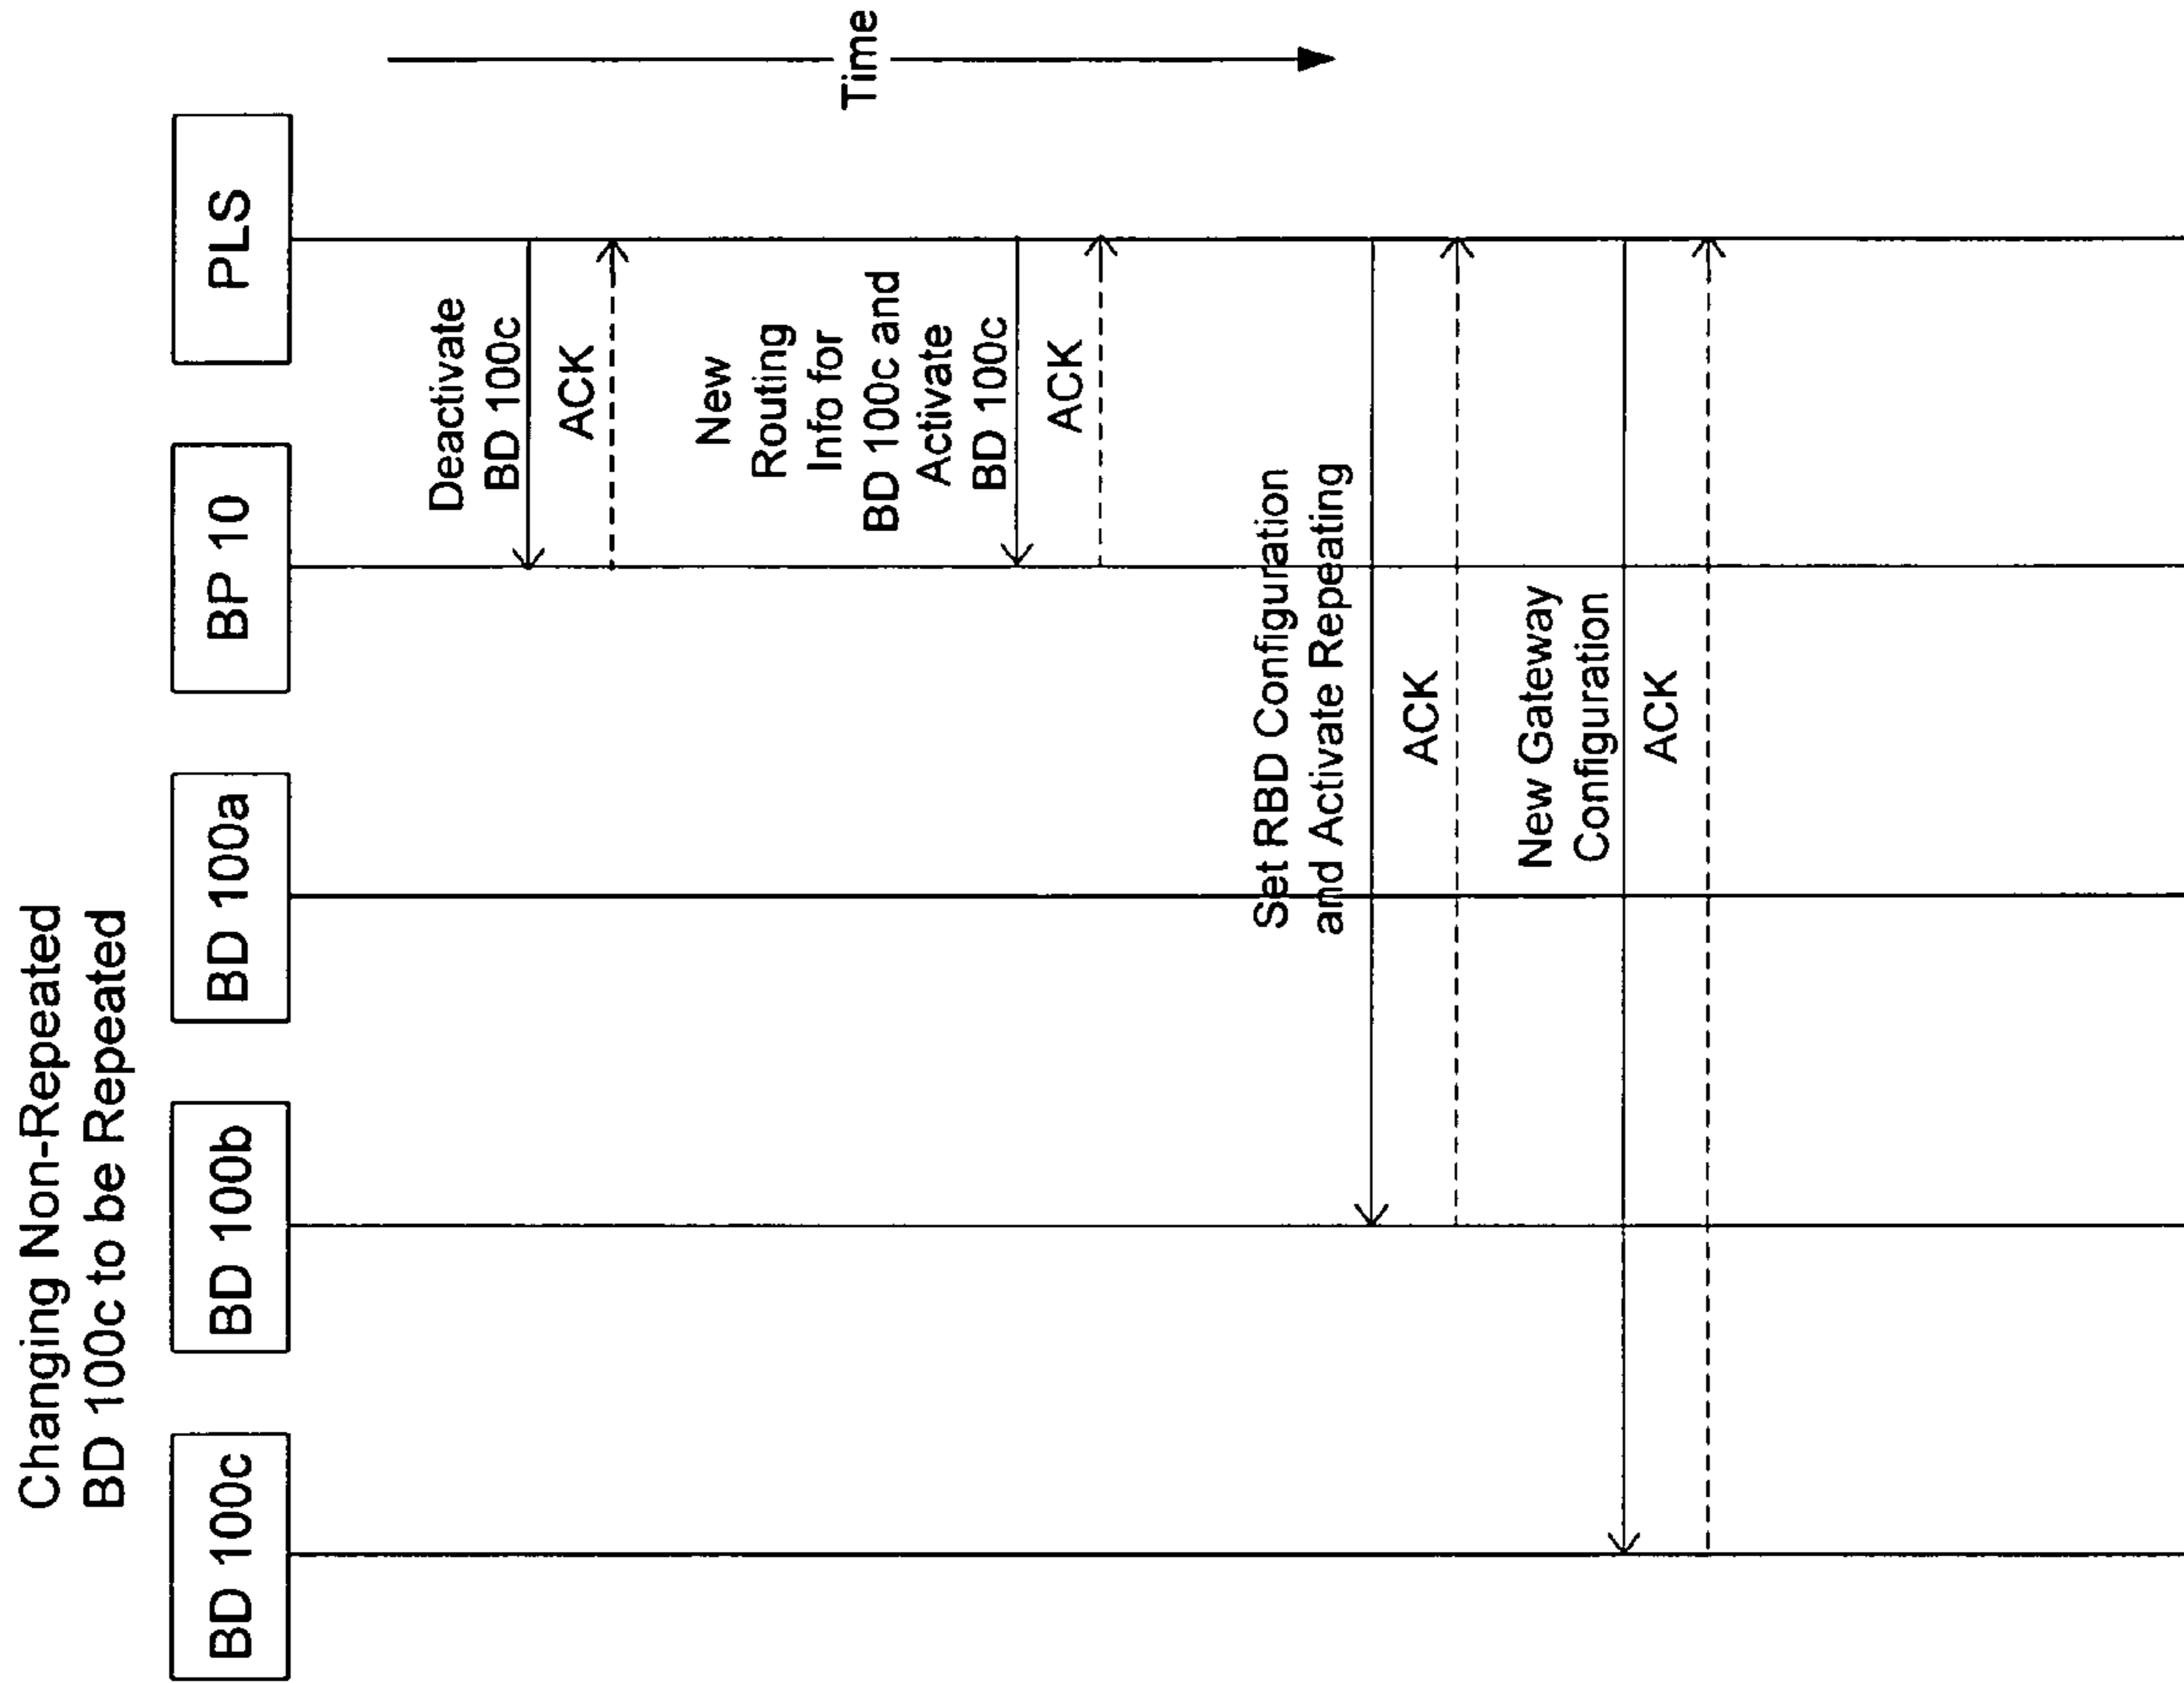 Changing Non-Repeated
BD 100c to be Repeated
BD 100c
BD 100b
BD 100a
BP 10
PLS
Time
Deactivate
BD 100c
ACK
New
Routing
Info for
BD 100c and
Activate
BD 100c
ACK
Set RBD Configuration
and Activate Repeating
ACK
New Gateway
Configuration
ACK